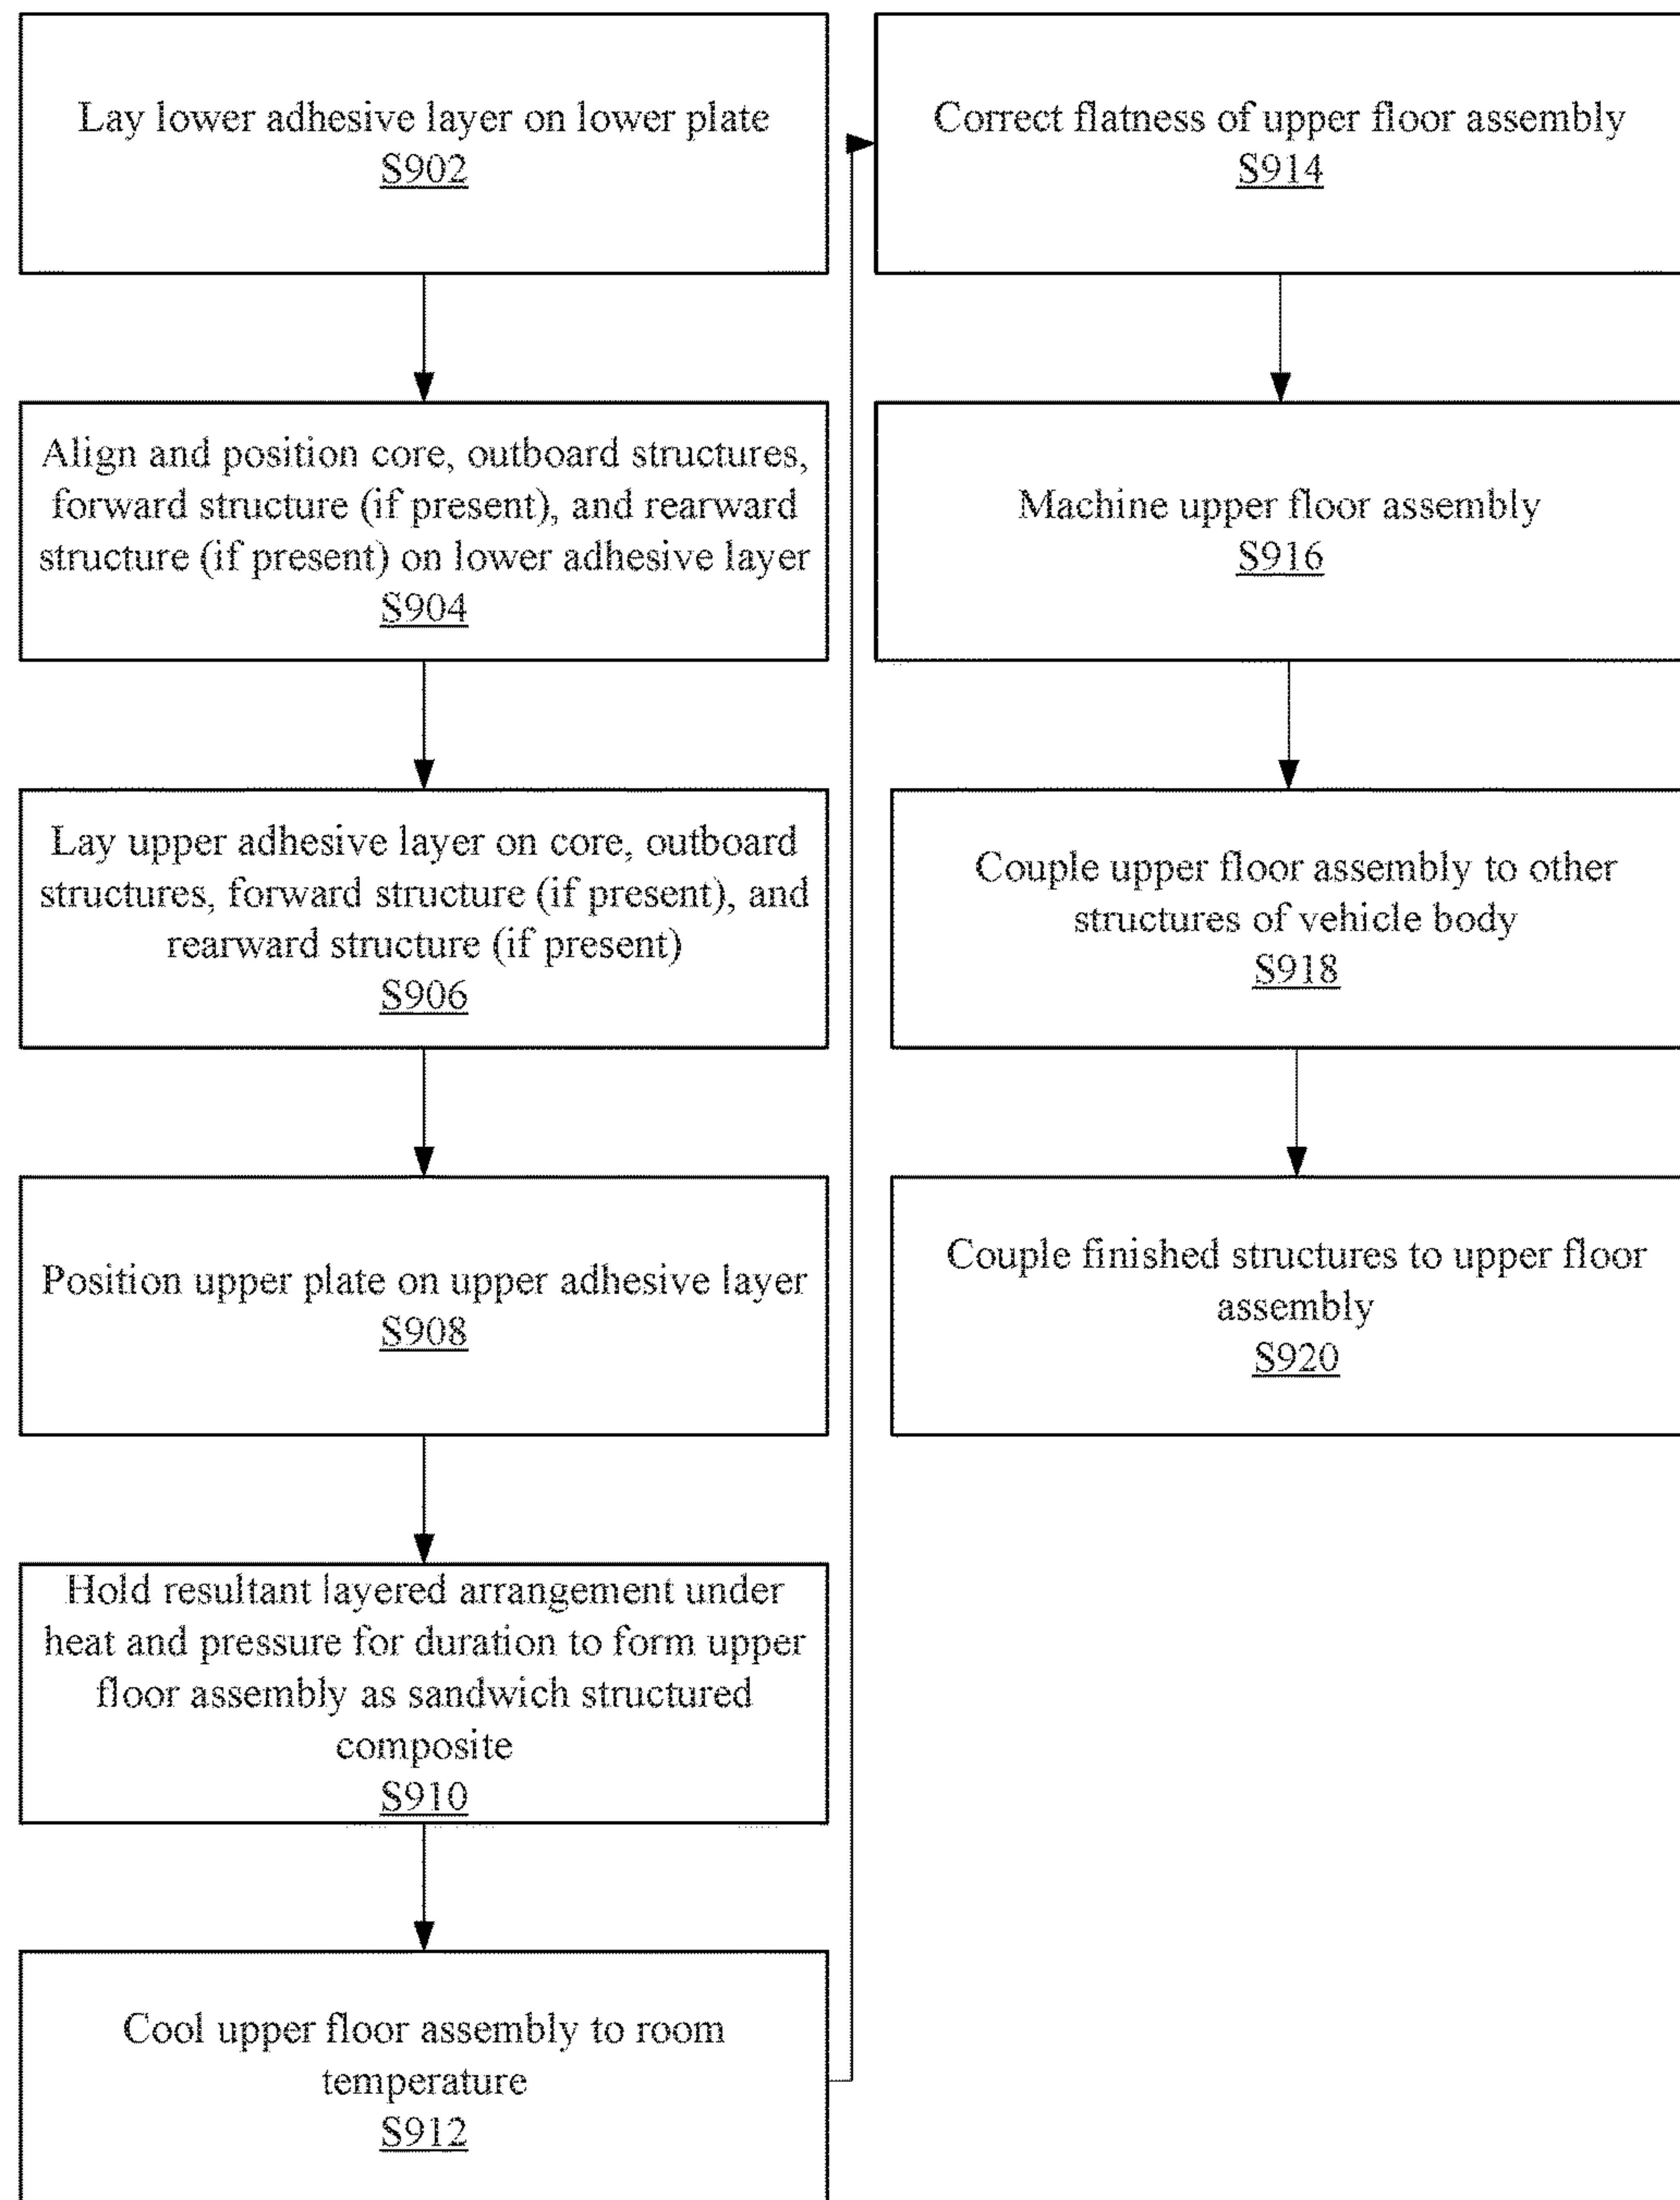 Lay lower adhesive layer on lower plate
S902
Align and position core, outboard structures,
forward structure (if present), and rearward
structure (if present) on lower adhesive layer
S904
Lay upper adhesive layer on core, outboard
structures, forward structure (if present), and
rearward structure (if present)
S906
Position upper plate on upper adhesive layer
S908
Hold resultant layered arrangement under
heat and pressure for duration to form upper
floor assembly as sandwich structured
composite
S910
Cool upper floor assembly to room
temperature
S912
Correct flatness of upper floor assembly
S914
Machine upper floor assembly
S916
Couple upper floor assembly to other
structures of vehicle body
S918
Couple finished structures to upper floor
assembly
S920